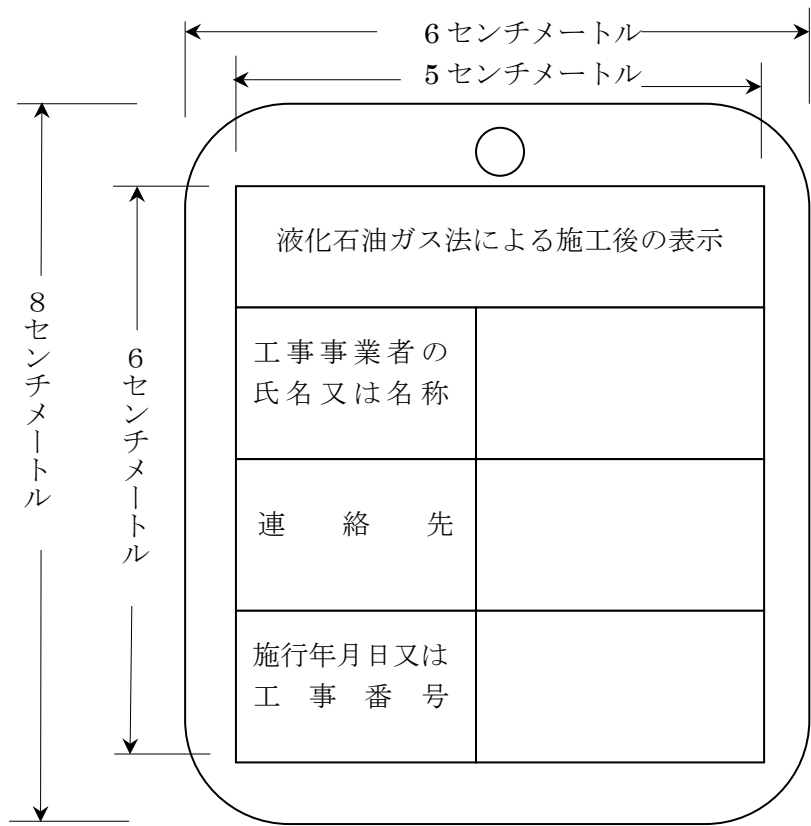 6センチメートル
5センチメートル
8センチメートル
6センチメートル
液化石油ガス法による施工後の表示
工事事業者の
氏名又は名称
連絡先
施行年月日又は
工事番号